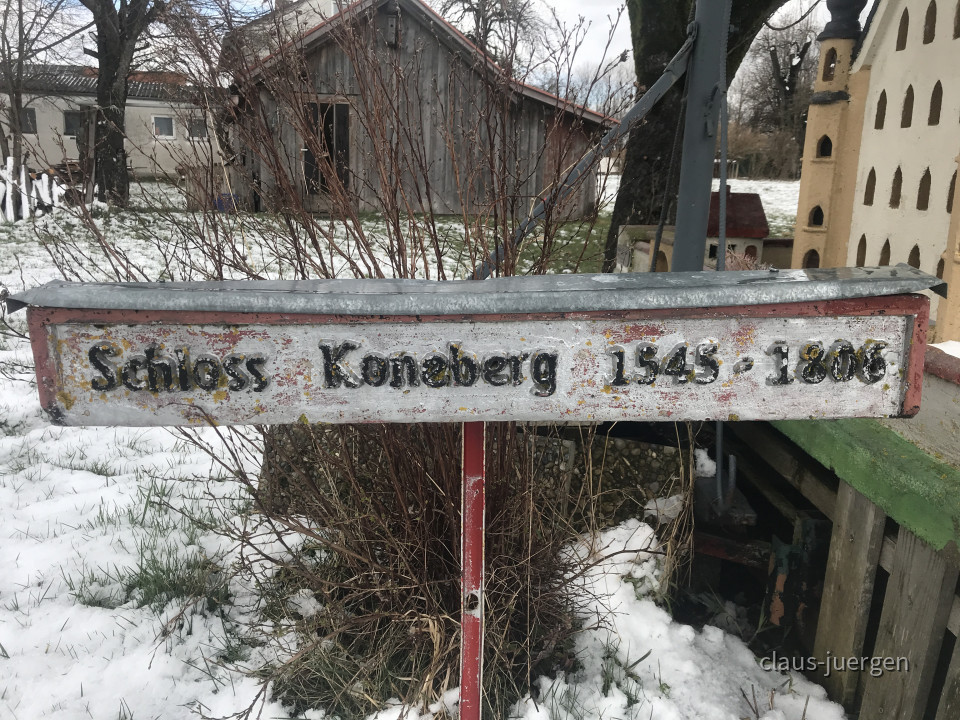 Schloss Koneberg 1545 - 1806
claus-juergen